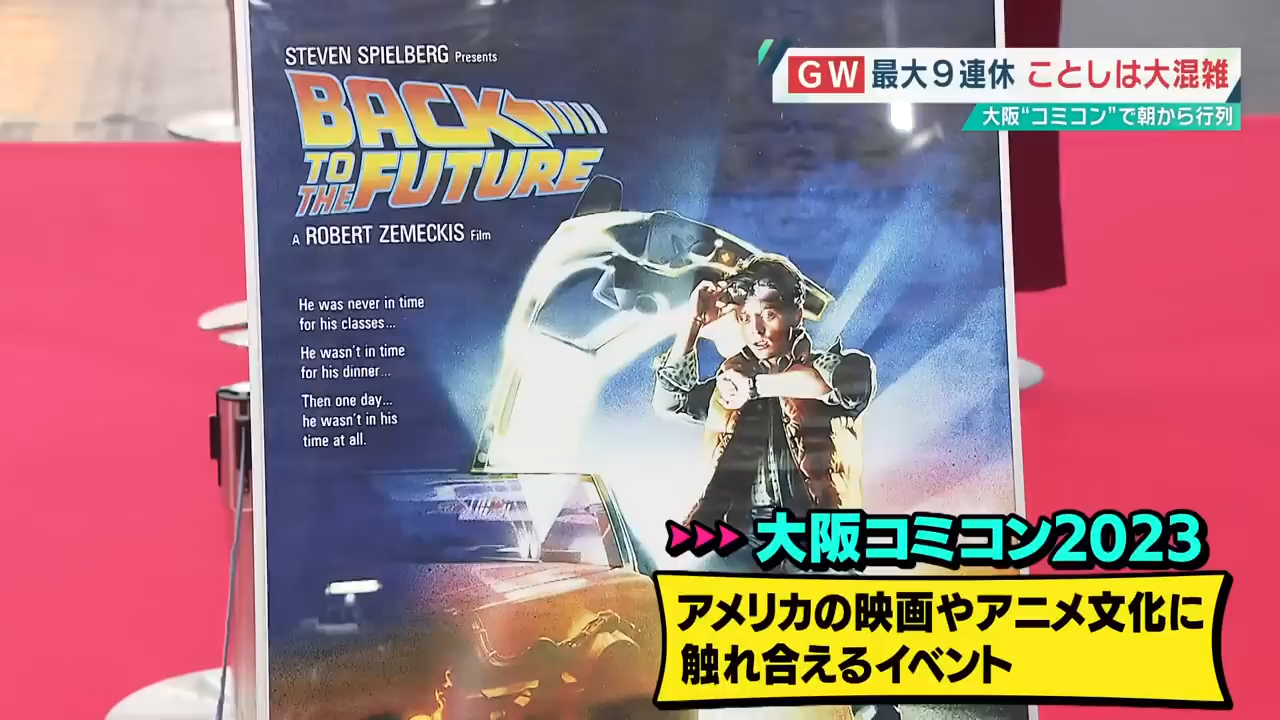 STEVEN SPIELBERG Presents
BACK
TO THE FUTURE
A ROBERT ZEMECKIS Film
He was never in time
for his classes...
He wasn't in time
for his dinner...
Then one day...
he wasn't in his
time at all.
GW 最大9連休 ことしは大混雑
大阪“コミコン”で朝から行列
大阪コミコン2023
アメリカの映画やアニメ文化に
触れ合えるイベント